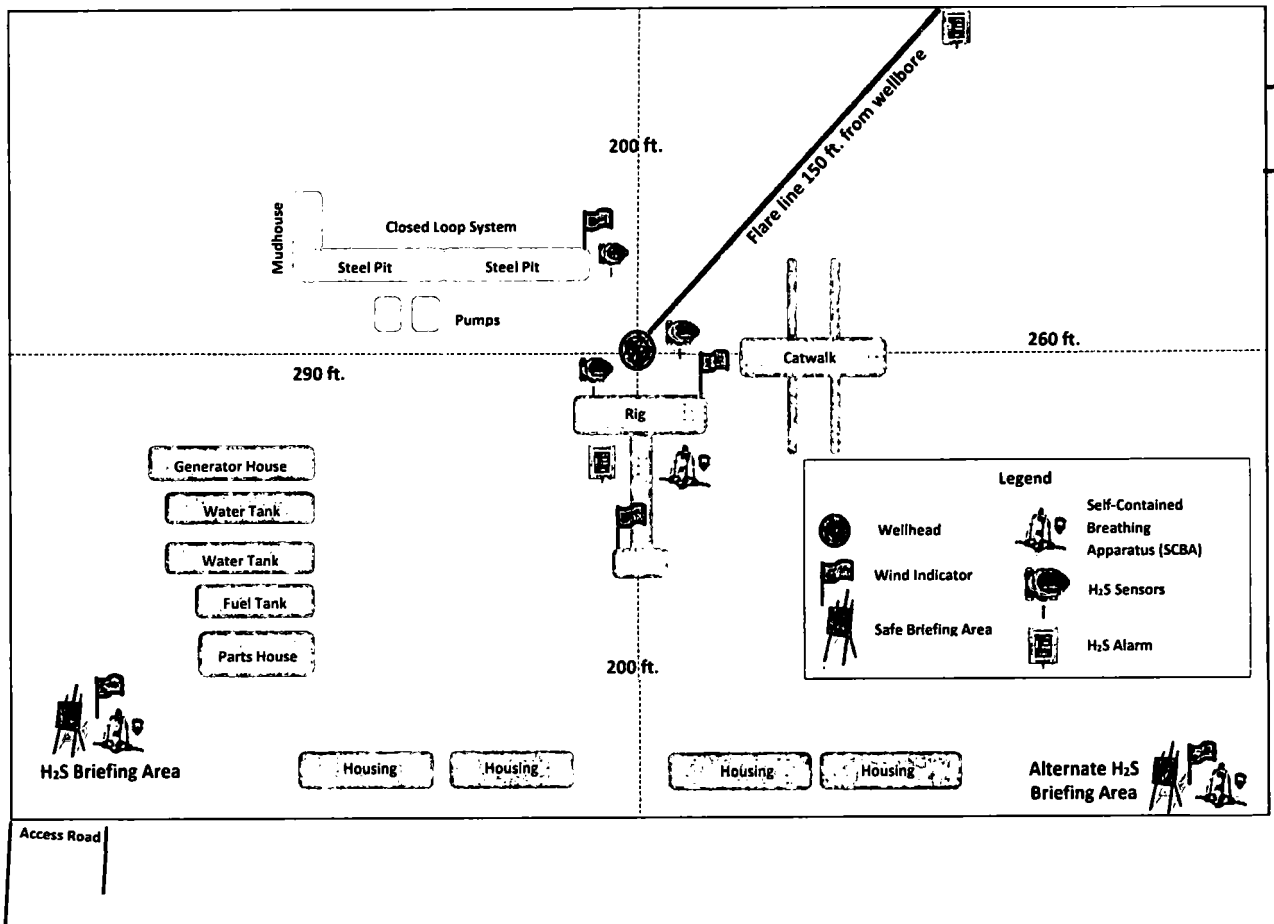 200 ft.
Flare line 150 ft. from wellbore
Mudhouse
Closed Loop System
Steel Pit
Steel Pit
Pumps
290 ft.
Catwalk
260 ft.
Rig
Generator House
Water Tank
Water Tank
Fuel Tank
Parts House
200 ft.
Legend
Wellhead
Wind Indicator
Safe Briefing Area
Self-Contained
Breathing
Apparatus (SCBA)
H₂S Sensors
H₂S Alarm
H₂S Briefing Area
Housing
Housing
Housing
Housing
Alternate H₂S
Briefing Area
Access Road